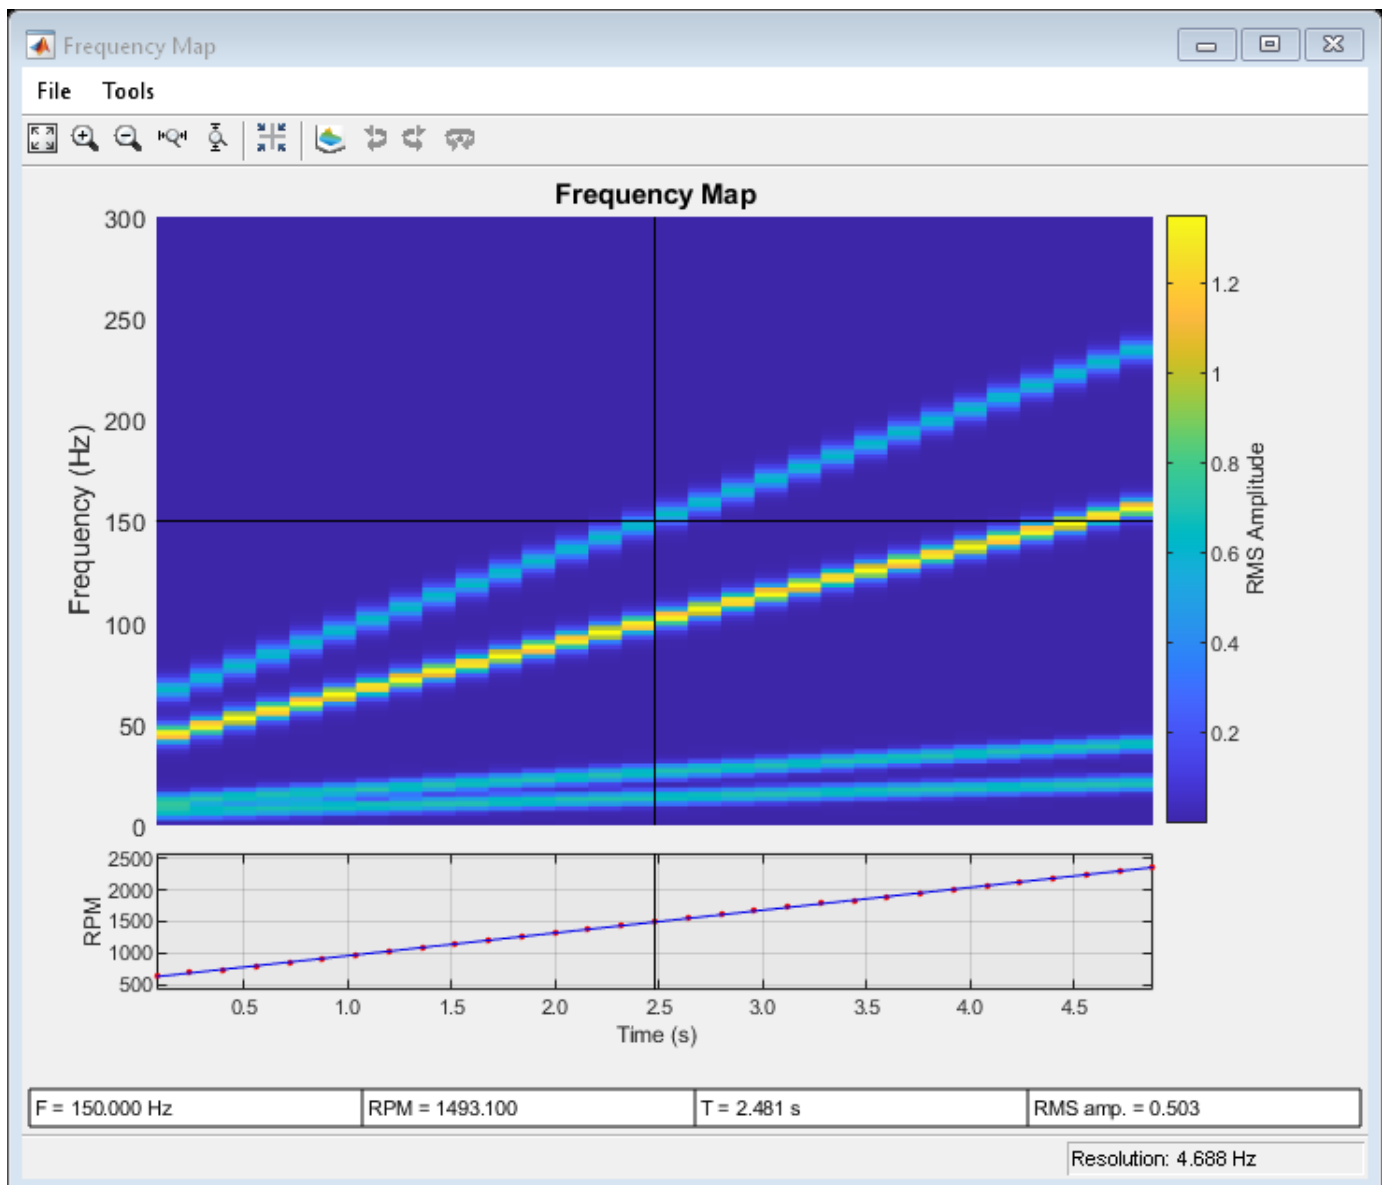 Frequency Map
File Tools
Frequency Map
300
250
200
150
100
50
0
Frequency (Hz)
1.2
1
0.8
0.6
0.4
0.2
RMS Amplitude
2500
2000
1500
1000
500
RPM
0.5 1.0 1.5 2.0 2.5 3.0 3.5 4.0 4.5
Time (s)
F = 150.000 Hz RPM = 1493.100 T = 2.481 s RMS amp. = 0.503
Resolution: 4.688 Hz